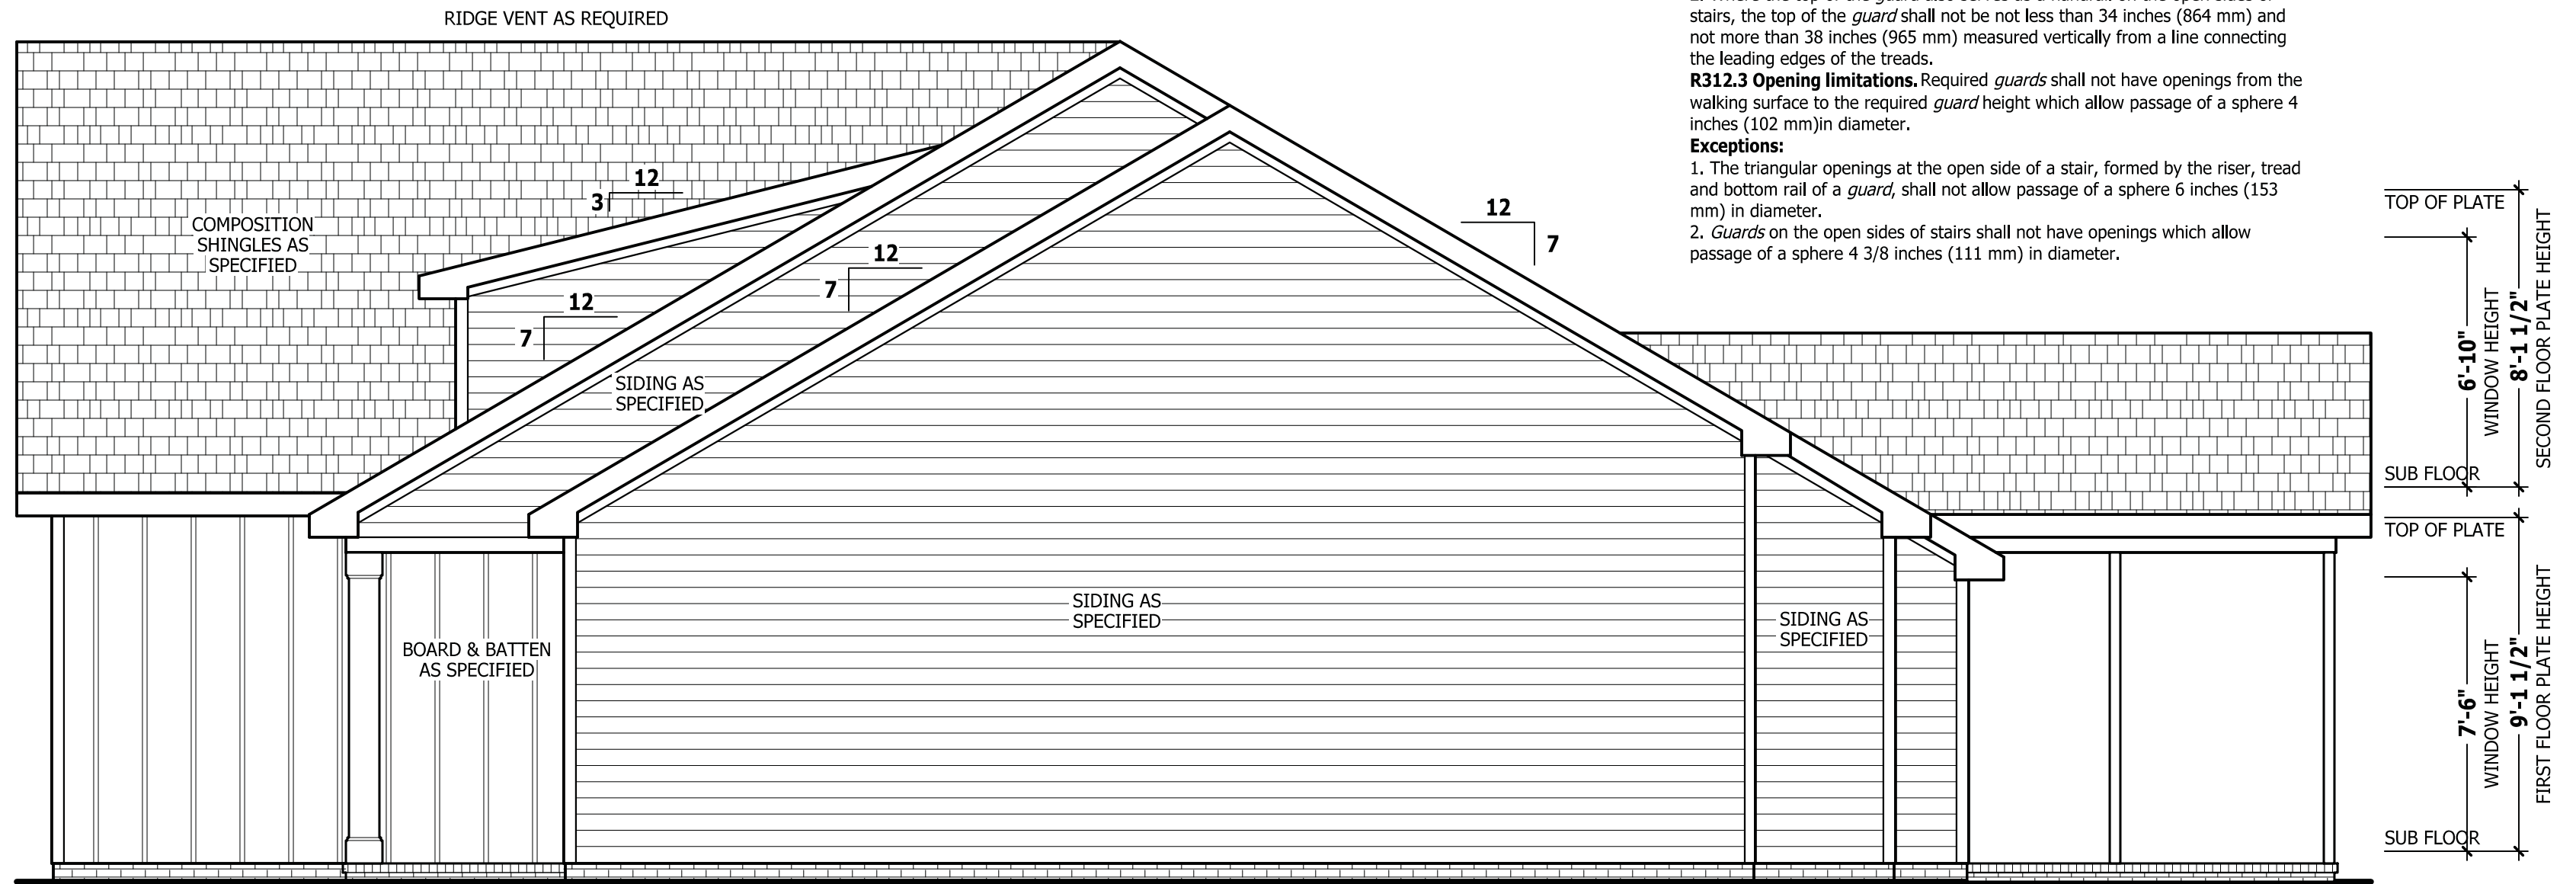 RIDGE VENT AS REQUIRED
stairs, the top of the guard shall not be not less than 34 inches (864 mm) and
not more than 38 inches (965 mm) measured vertically from a line connecting
the leading edges of the treads.
R312.3 Opening limitations. Required guards shall not have openings from the
walking surface to the required guard height which allow passage of a sphere 4
inches (102 mm)in diameter.
Exceptions:
1. The triangular openings at the open side of a stair, formed by the riser, tread
and bottom rail of a guard, shall not allow passage of a sphere 6 inches (153
mm) in diameter.
2. Guards on the open sides of stairs shall not have openings which allow
passage of a sphere 4 3/8 inches (111 mm) in diameter.
12
3
COMPOSITION
SHINGLES AS
SPECIFIED
12
7
12
7
12
7
SIDING AS
SPECIFIED
SIDING AS
SPECIFIED
SIDING AS
SPECIFIED
BOARD & BATTEN
AS SPECIFIED
TOP OF PLATE
6'-10"
WINDOW HEIGHT
8'-1 1/2"
SECOND FLOOR PLATE HEIGHT
SUB FLOOR
TOP OF PLATE
7'-6"
WINDOW HEIGHT
9'-1 1/2"
FIRST FLOOR PLATE HEIGHT
SUB FLOOR